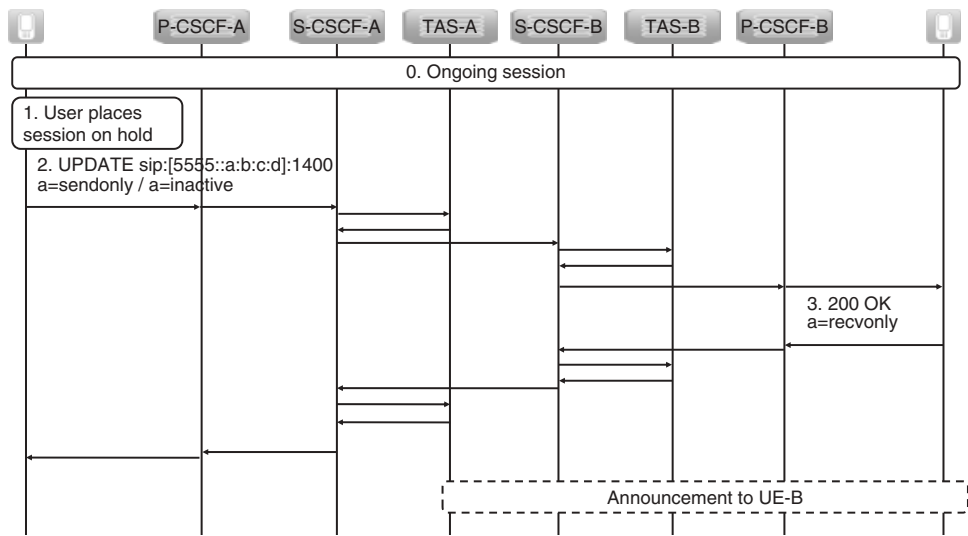 P-CSCF-A S-CSCF-A TAS-A S-CSCF-B TAS-B P-CSCF-B
0. Ongoing session
1. User places
session on hold
2. UPDATE sip:[5555::a:b:c:d]:1400
a=sendonly / a=inactive
3. 200 OK
a=recvonly
Announcement to UE-B